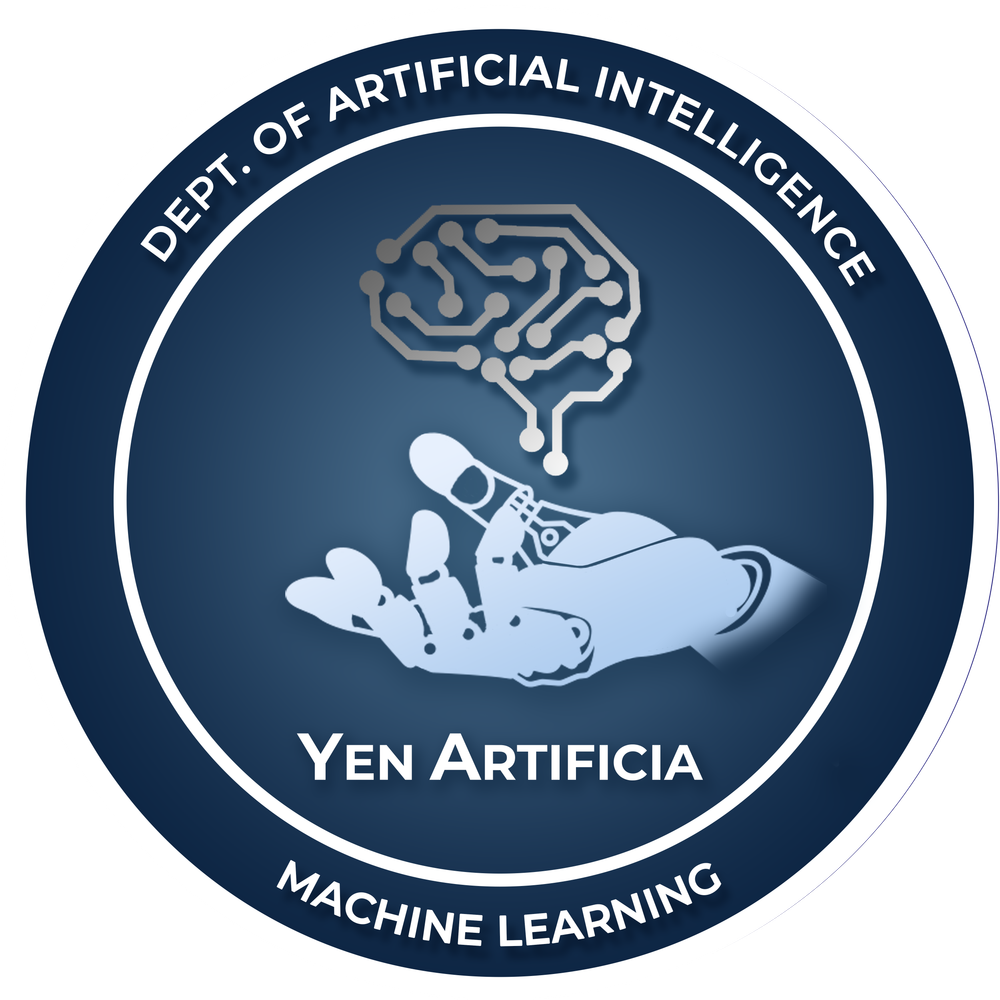 DEPT. OF ARTIFICIAL INTELLIGENCE
YEN ARTIFICIA
MACHINE LEARNING